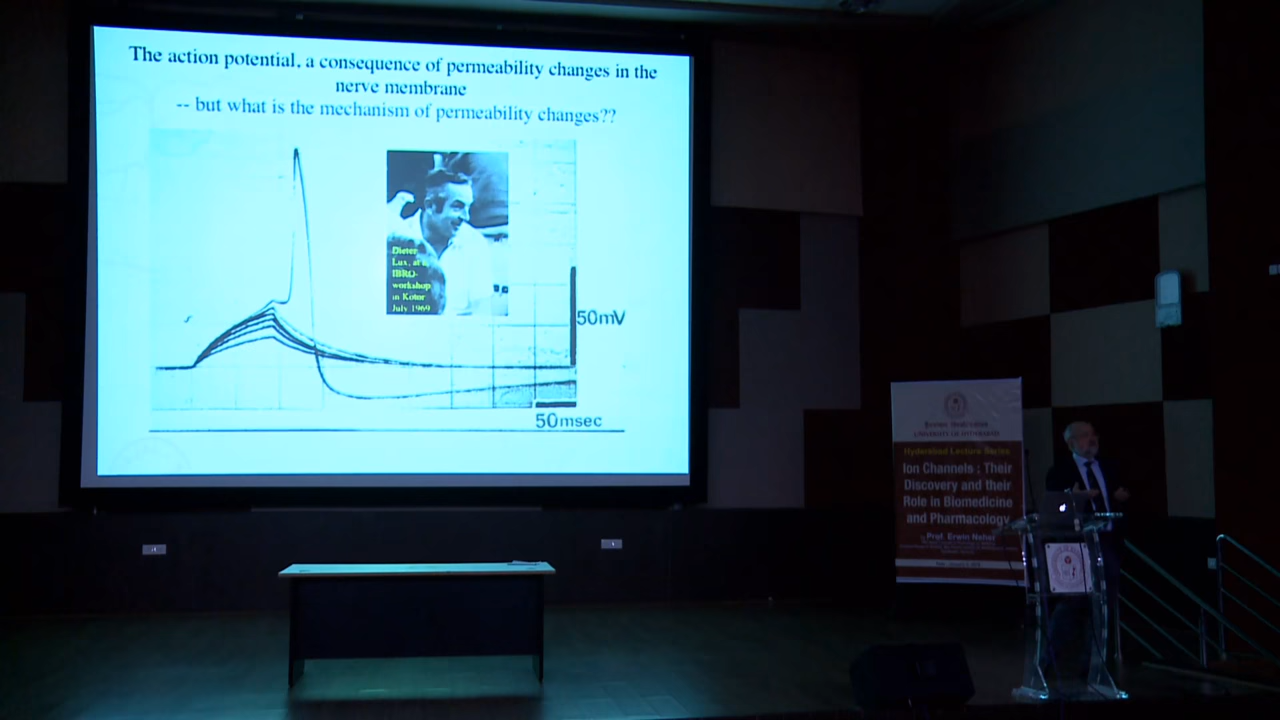 The action potential, a consequence of permeability changes in the
nerve membrane
-- but what is the mechanism of permeability changes??
Dieter
Lux, at
IBRO-
workshop
in Kotor
July 1969
50mV
50msec
UNIVERSITY OF HYDERABAD
Hyderabad Lecture Series
Ion Channels : Their
Discovery and their
Role in Biomedicine
and Pharmacology
Prof. Erwin Neher